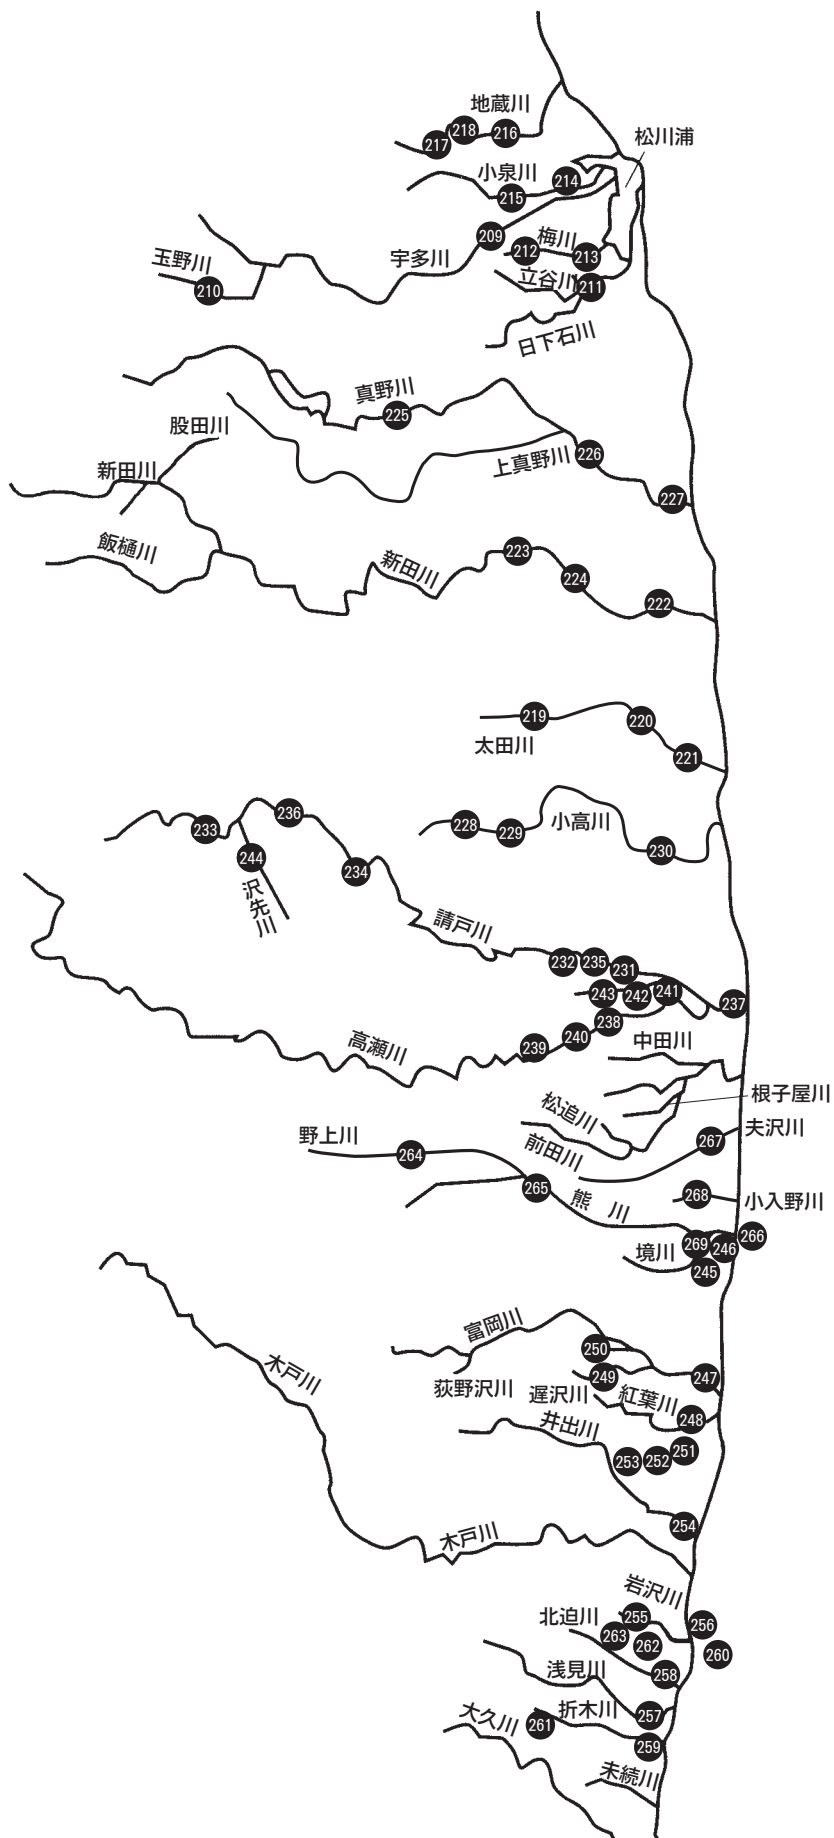 地蔵川
218
216
217
松川浦
小泉川
214
215
209
梅川
212
213
宇多川
玉野川
210
立谷川
211
日下石川
真野川
225
股田川
上真野川
226
新田川
227
飯樋川
新田川
223
224
222
219
220
太田川
221
236
233
228
229
小高川
230
244
234
沢先川
請戸川
232
235
231
243
242
241
237
238
240
239
高瀬川
中田川
根子屋川
松迫川
夫沢川
267
野上川
264
前田川
265
268
小入野川
熊 川
266
269
246
境川
245
富岡川
250
249
247
荻野沢川
遅沢川
紅葉川
248
井出川
木戸川
251
252
253
254
木戸川
岩沢川
北迫川
255
256
263
262
260
258
浅見川
257
折木川
大久川
261
259
末続川